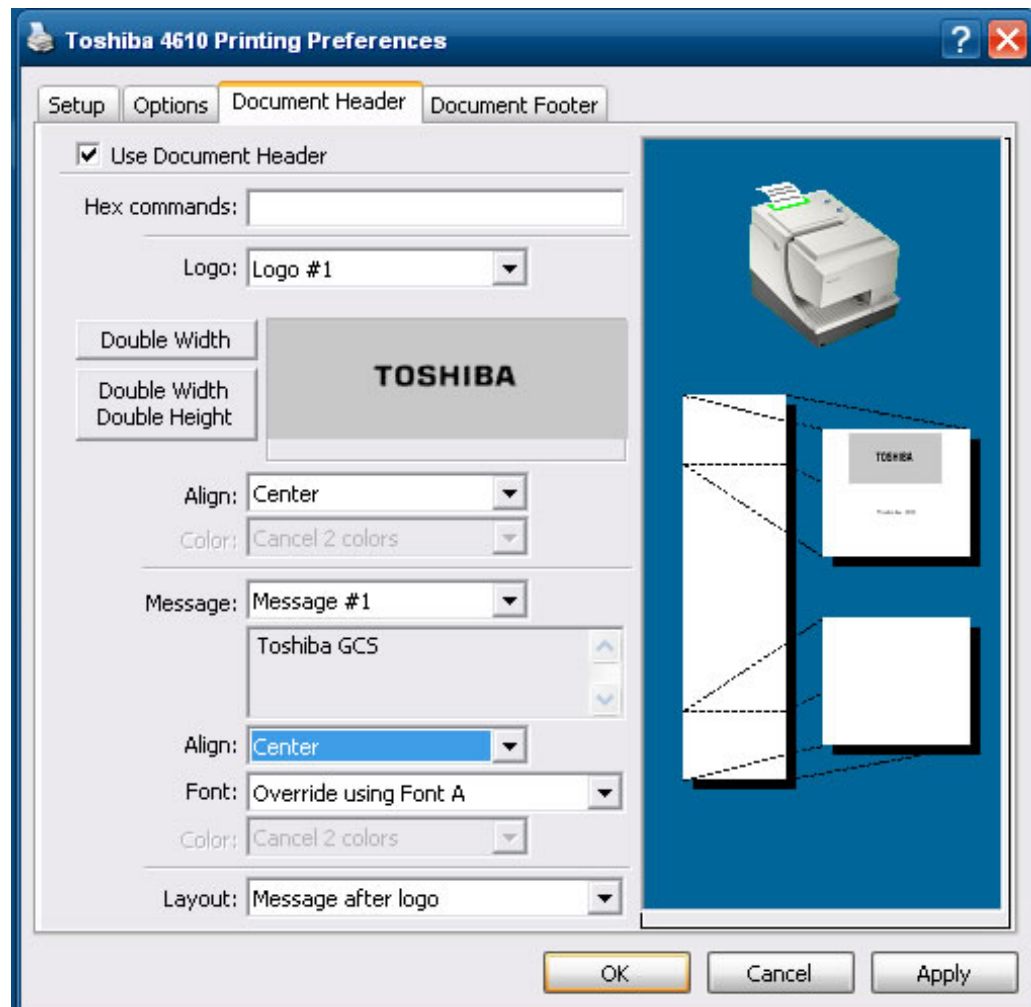 Toshiba 4610 Printing Preferences
?
Setup Options Document Header Document Footer
Use Document Header
Hex commands:
Logo: Logo #1
Double Width
Double Width
Double Height
TOSHIBA
Align: Center
Color: Cancel 2 colors
Message: Message #1
Toshiba GCS
Align: Center
Font: Override using Font A
Color: Cancel 2 colors
Layout: Message after logo
TOSHIBA
Toshiba GCS
OK Cancel Apply